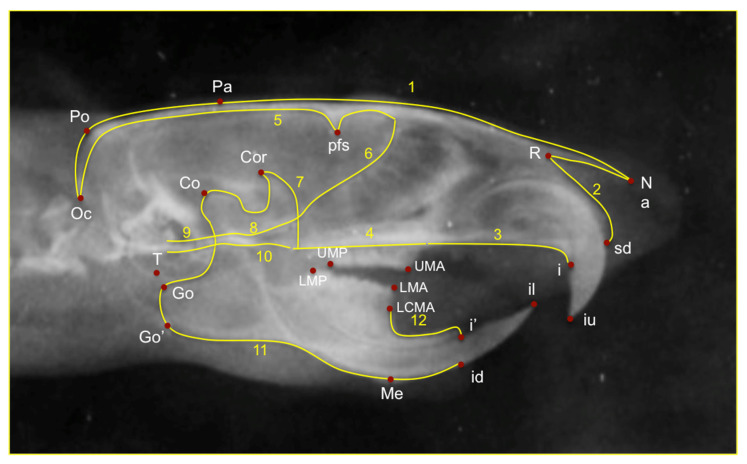 1
Pa
Po
5
pfs
6
R
N
a
Cor
7
Co
2
Oc
9
8
4
3
sd
10
T
UMP
UMA
i
LMP
LMA
Go
il
LCMA
iu
12
i’
Go’
11
id
Me